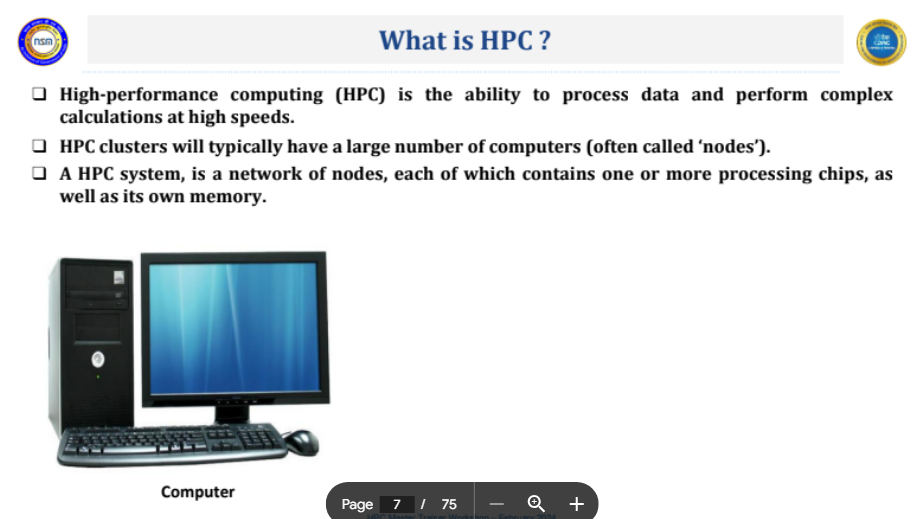 nsm
What is HPC ?
CDAC
❑ High-performance computing (HPC) is the ability to process data and perform complex
calculations at high speeds.
❑ HPC clusters will typically have a large number of computers (often called ‘nodes’).
❑ A HPC system, is a network of nodes, each of which contains one or more processing chips, as
well as its own memory.
Computer
Page 7 / 75